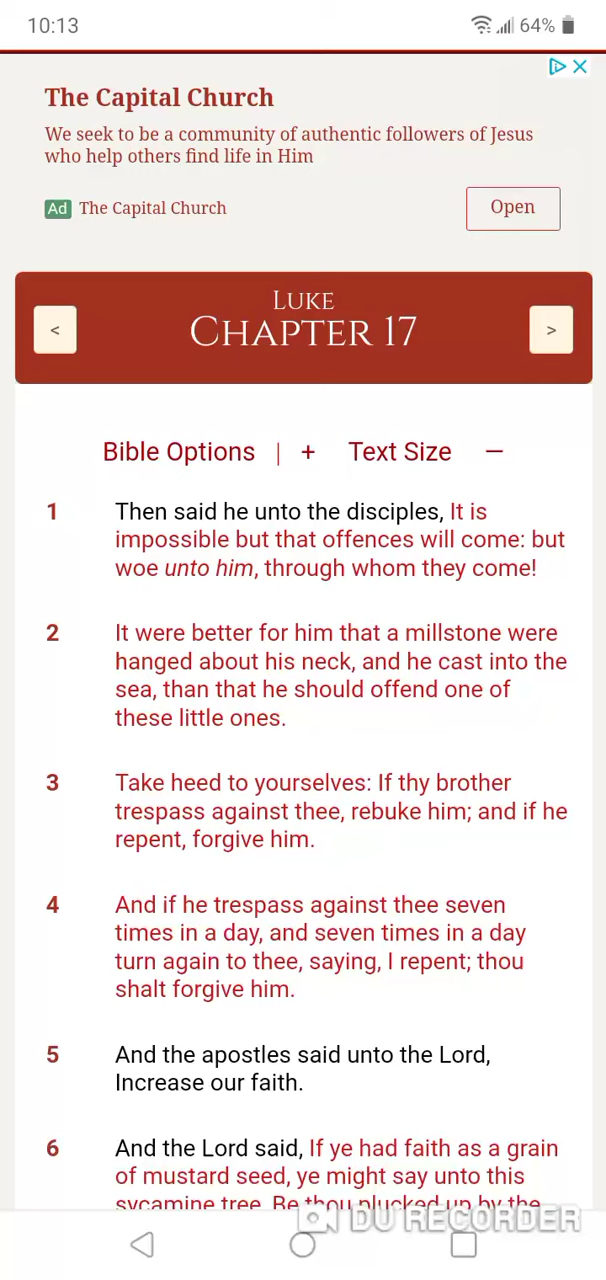 10:13
64%
The Capital Church
We seek to be a community of authentic followers of Jesus
who help others find life in Him
Ad The Capital Church
Open
LUKE
< CHAPTER 17 >
Bible Options | + Text Size −
1 Then said he unto the disciples, It is
impossible but that offences will come: but
woe unto him, through whom they come!
2 It were better for him that a millstone were
hanged about his neck, and he cast into the
sea, than that he should offend one of
these little ones.
3 Take heed to yourselves: If thy brother
trespass against thee, rebuke him; and if he
repent, forgive him.
4 And if he trespass against thee seven
times in a day, and seven times in a day
turn again to thee, saying, I repent; thou
shalt forgive him.
5 And the apostles said unto the Lord,
Increase our faith.
6 And the Lord said, If ye had faith as a grain
of mustard seed, ye might say unto this
sycamine tree, Be thou plucked up by the
DU RECORDER